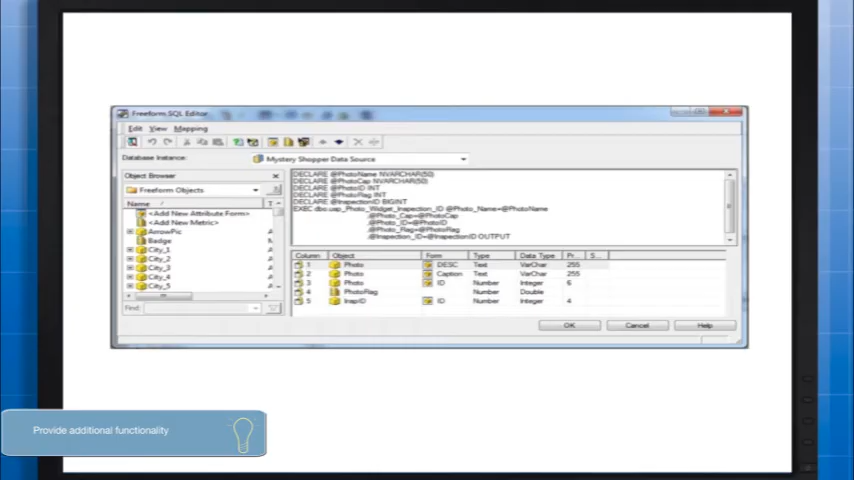 Freeform SQL Editor
Edit View Mapping
Database Instance: Mystery Shopper Data Source
Object Browser
Freeform Objects
Name
<Add New Attribute Form>
<Add New Metric>
ArrowPic
Badge
City_1
City_2
City_3
City_4
City_5
Find:
DECLARE @PhotoName NVARCHAR(50)
DECLARE @PhotoCap NVARCHAR(50)
DECLARE @PhotoID INT
DECLARE @PhotoFlag INT
DECLARE @InspectionID BIGINT
EXEC dbo.usp_Photo_Widget_Inspection_ID @Photo_Name=@PhotoName
,@Photo_Cap=@PhotoCap
,@Photo_ID=@PhotoID
,@Photo_Flag=@PhotoFlag
,@Inspection_ID=@InspectionID OUTPUT
Column Object Form Type Data Type Pr... S...
1 Photo DESC Text VarChar 255
2 Photo Caption Text VarChar 255
3 Photo ID Number Integer 6
4 PhotoFlag Number Double
5 InspID ID Number Integer 4
OK Cancel Help
Provide additional functionality